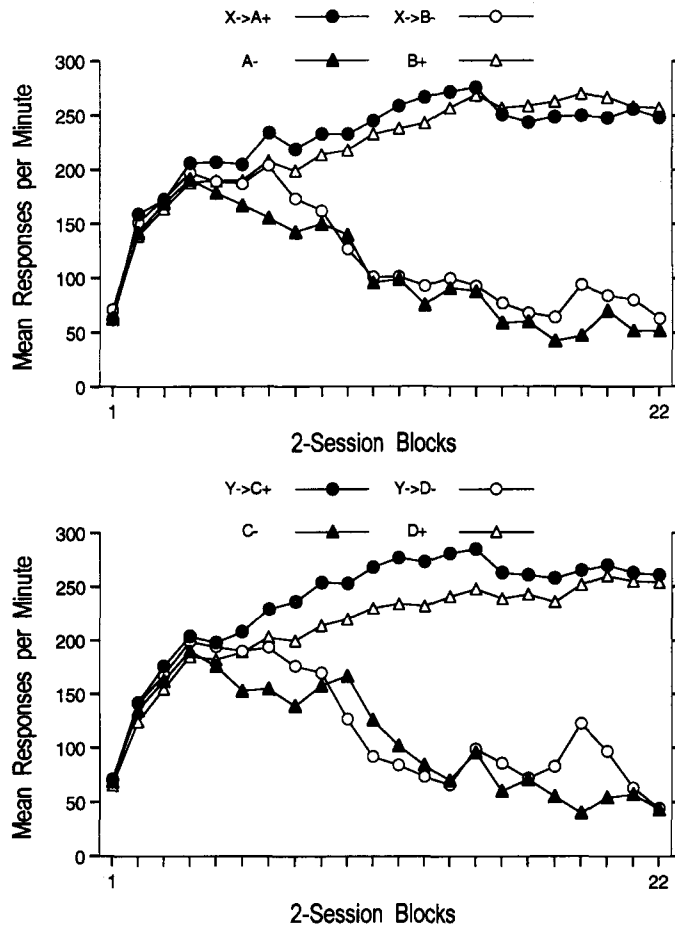 X->A+ X->B-
A- B+
300
250
200
150
100
50
0
Mean Responses per Minute
1 22
2-Session Blocks
Y->C+ Y->D-
C- D+
300
250
200
150
100
50
0
Mean Responses per Minute
1 22
2-Session Blocks